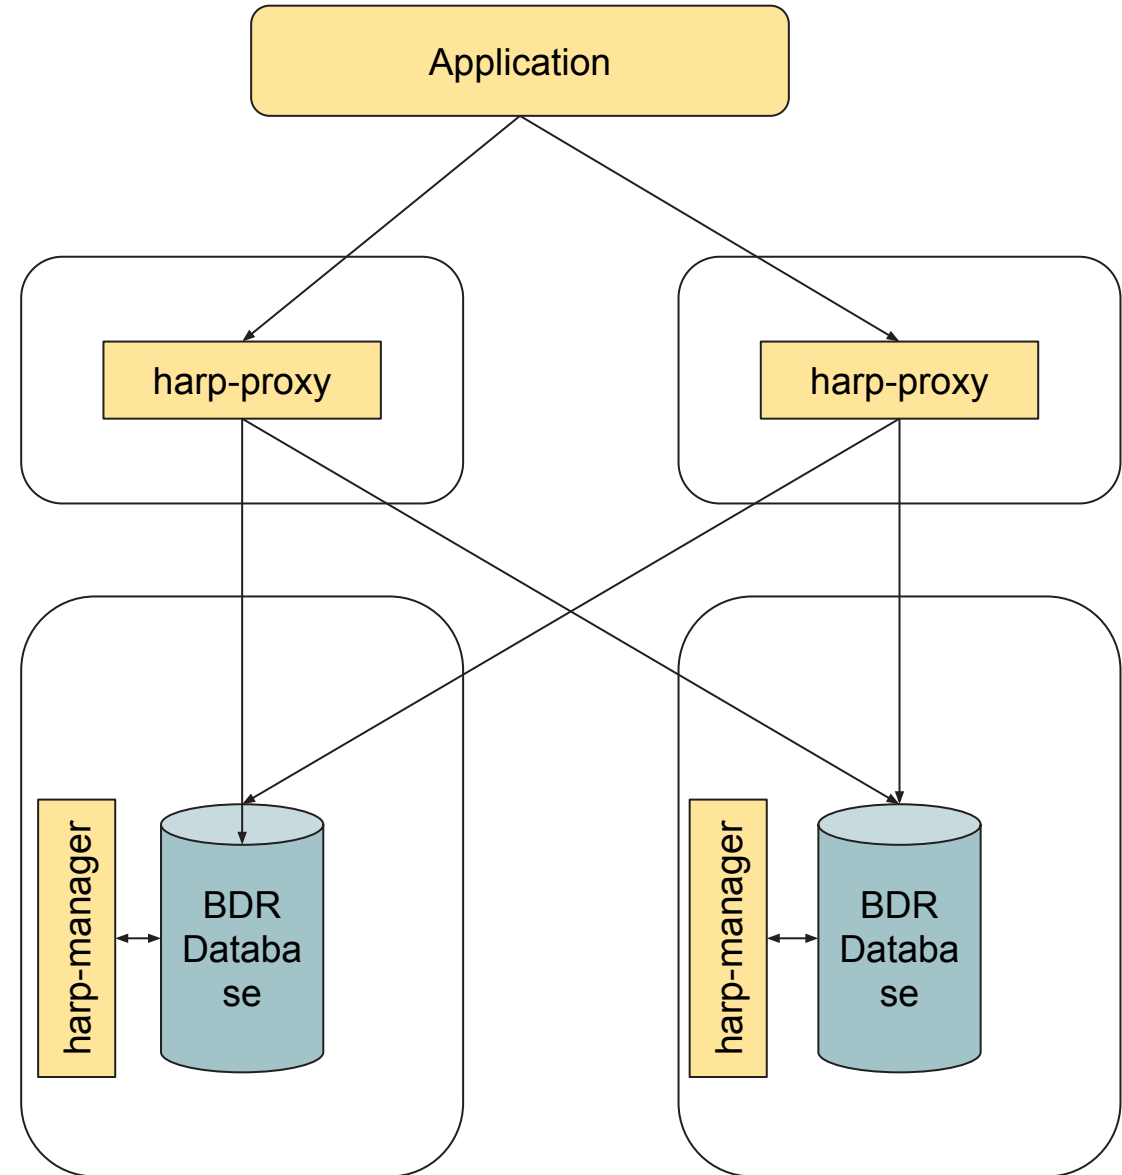 Application
harp-proxy
harp-proxy
harp-manager
BDR
Databa
se
harp-manager
BDR
Databa
se